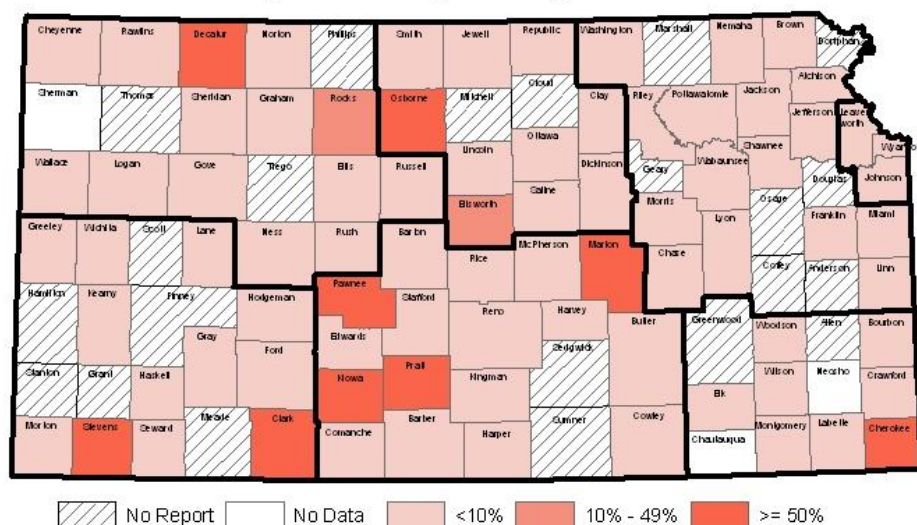 Cheyenne Rawlins Decatur Norton Phillips Smith Jewell Republic Washington Marshall Nemaha Brown Doniphan
Sherman Thomas Sheridan Graham Rooks Osborne Mitchell Cloud Clay Riley Pottawatomie Jackson Atchison
Jefferson Leaven
worth
Wyando
Wallace Logan Gove Trego Ellis Russell Lincoln Ottawa Dickinson Geary Wabaunsee Shawnee Douglas Johnson
Ellsworth Saline Morris Lyon Osage Franklin Miami
Greeley Wichita Scott Lane Ness Rush Barton Rice McPherson Marion Chase Coffey Anderson Linn
Hamilton Kearny Finney Hodgeman Pawnee Stafford Reno Harvey Butler Greenwood Woodson Allen Bourbon
Gray Ford Edwards Sedgwick
Stanton Grant Haskell Kiowa Pratt Kingman Elk Wilson Neosho Crawford
Morton Stevens Seward Meade Clark Comanche Barber Harper Sumner Cowley Chautauqua Montgomery Labette Cherokee
No Report No Data <10% 10% - 49% >= 50%